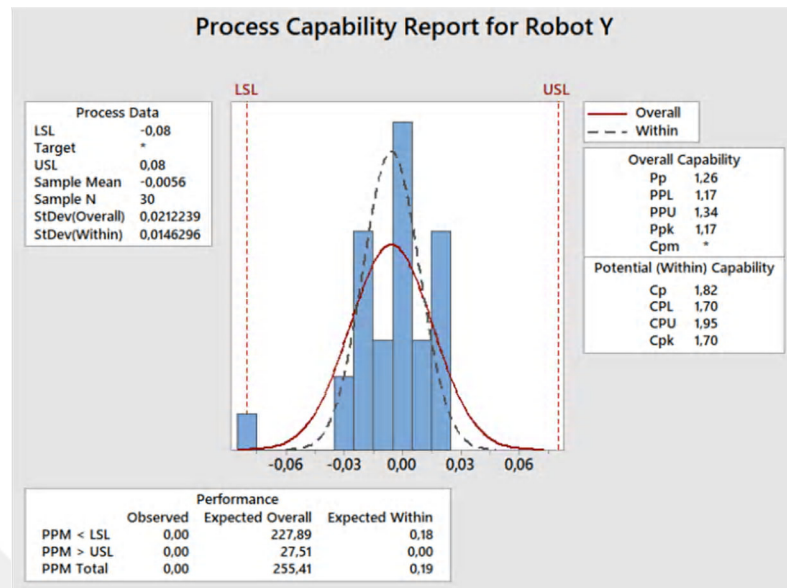 Process Capability Report for Robot Y
LSL USL
Process Data
LSL -0,08
Target *
USL 0,08
Sample Mean -0,0056
Sample N 30
StDev(Overall) 0,0212239
StDev(Within) 0,0146296
Overall
Within
Overall Capability
Pp 1,26
PPL 1,17
PPU 1,34
Ppk 1,17
Cpm *
Potential (Within) Capability
Cp 1,82
CPL 1,70
CPU 1,95
Cpk 1,70
-0,06 -0,03 0,00 0,03 0,06
Performance
Observed Expected Overall Expected Within
PPM < LSL 0,00 227,89 0,18
PPM > USL 0,00 27,51 0,00
PPM Total 0,00 255,41 0,19